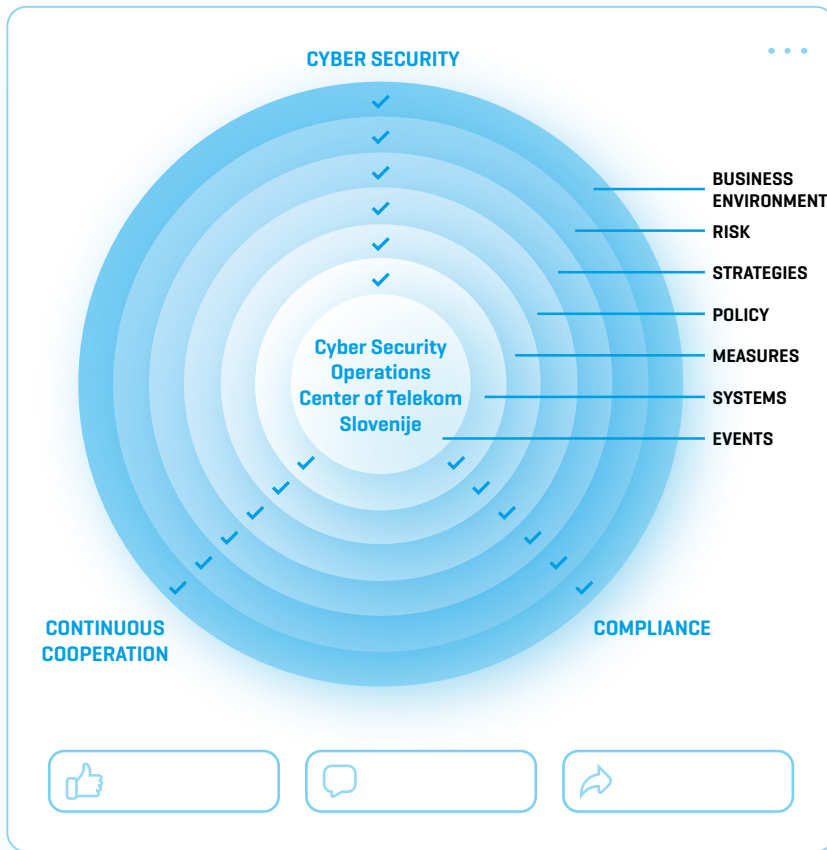 CYBER SECURITY
BUSINESS
ENVIRONMENT
RISK
STRATEGIES
POLICY
MEASURES
SYSTEMS
EVENTS
Cyber Security
Operations
Center of Telekom
Slovenije
CONTINUOUS
COOPERATION
COMPLIANCE